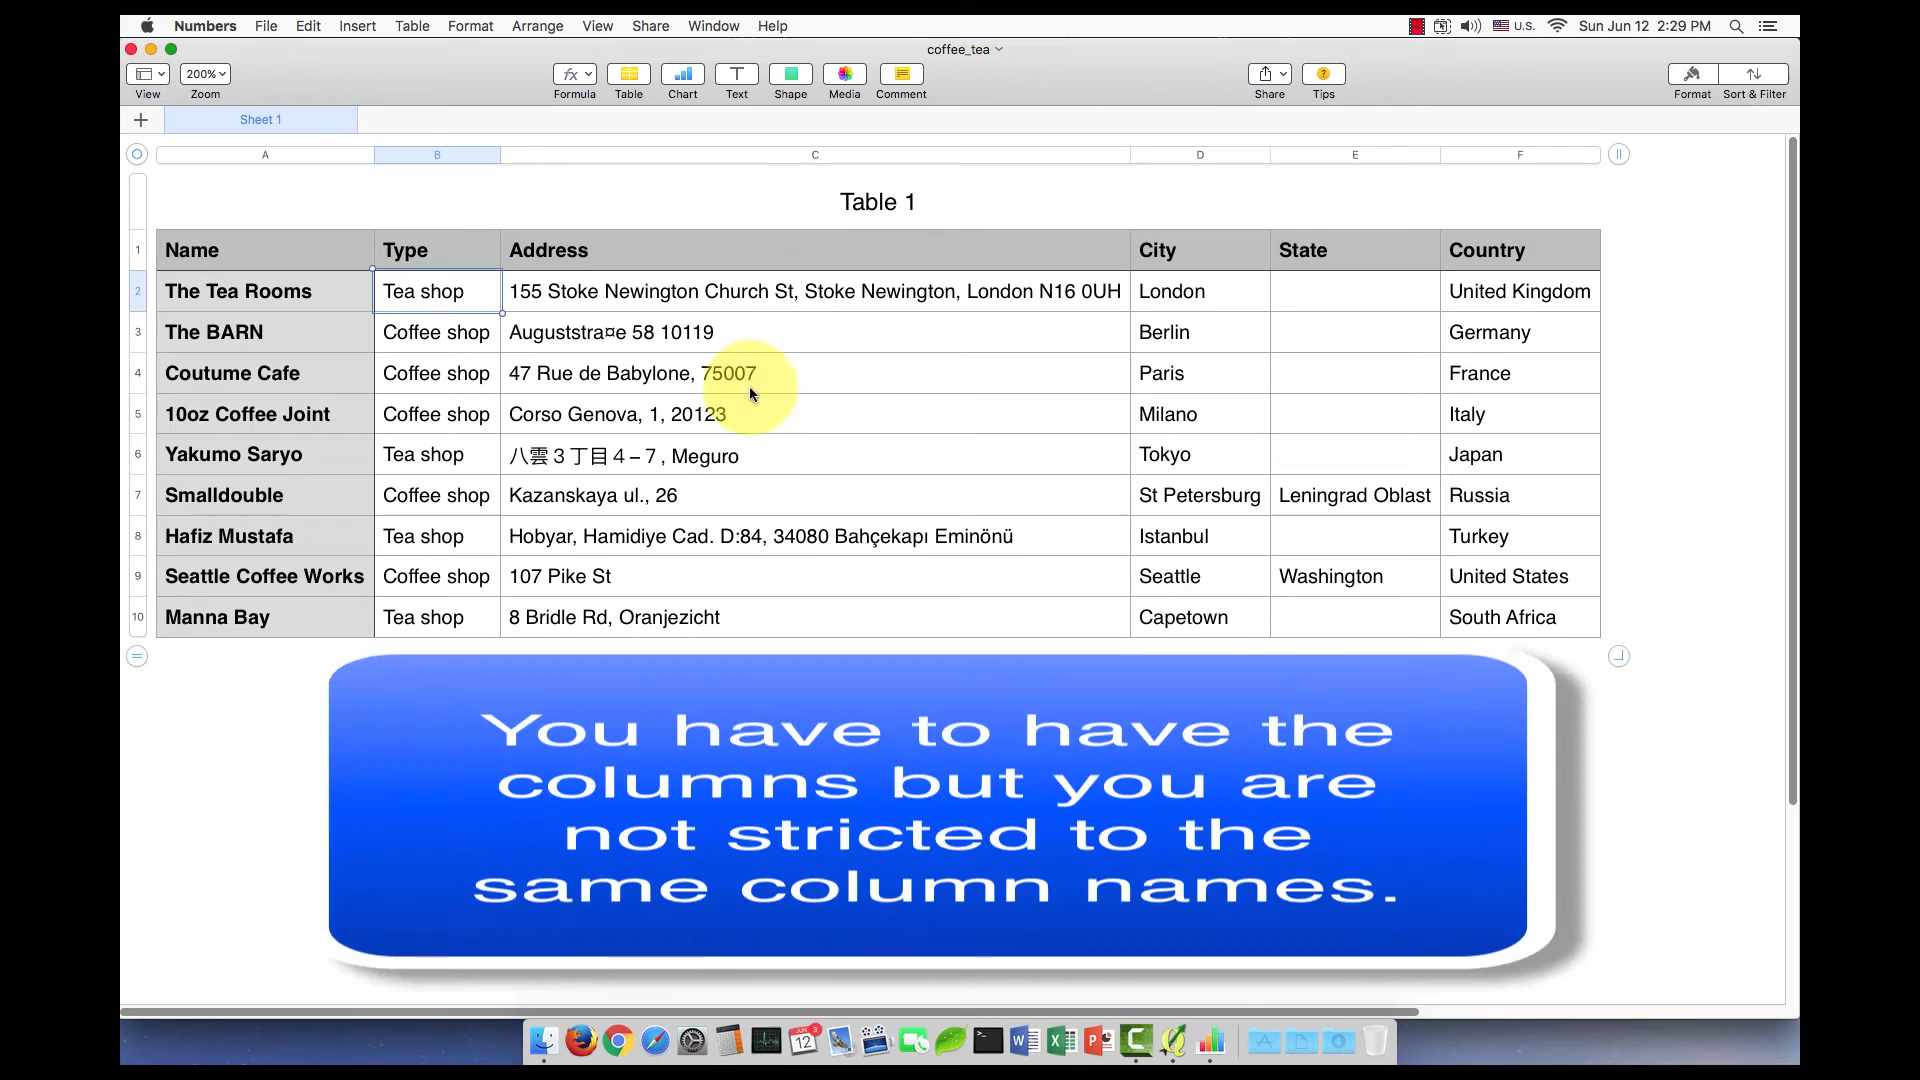 Numbers File Edit Insert Table Format Arrange View Share Window Help U.S. Sun Jun 12 2:29 PM
coffee_tea
200%
View Zoom Formula Table Chart Text Shape Media Comment Share Tips Format Sort & Filter
Sheet 1
A B C D E F
Table 1
1 Name Type Address City State Country
2 The Tea Rooms Tea shop 155 Stoke Newington Church St, Stoke Newington, London N16 0UH London United Kingdom
3 The BARN Coffee shop Auguststra¤e 58 10119 Berlin Germany
4 Coutume Cafe Coffee shop 47 Rue de Babylone, 75007 Paris France
5 10oz Coffee Joint Coffee shop Corso Genova, 1, 20123 Milano Italy
6 Yakumo Saryo Tea shop 八雲３丁目４−７, Meguro Tokyo Japan
7 Smalldouble Coffee shop Kazanskaya ul., 26 St Petersburg Leningrad Oblast Russia
8 Hafiz Mustafa Tea shop Hobyar, Hamidiye Cad. D:84, 34080 Bahçekapı Eminönü Istanbul Turkey
9 Seattle Coffee Works Coffee shop 107 Pike St Seattle Washington United States
10 Manna Bay Tea shop 8 Bridle Rd, Oranjezicht Capetown South Africa
You have to have the
columns but you are
not stricted to the
same column names.
JUN 12 3